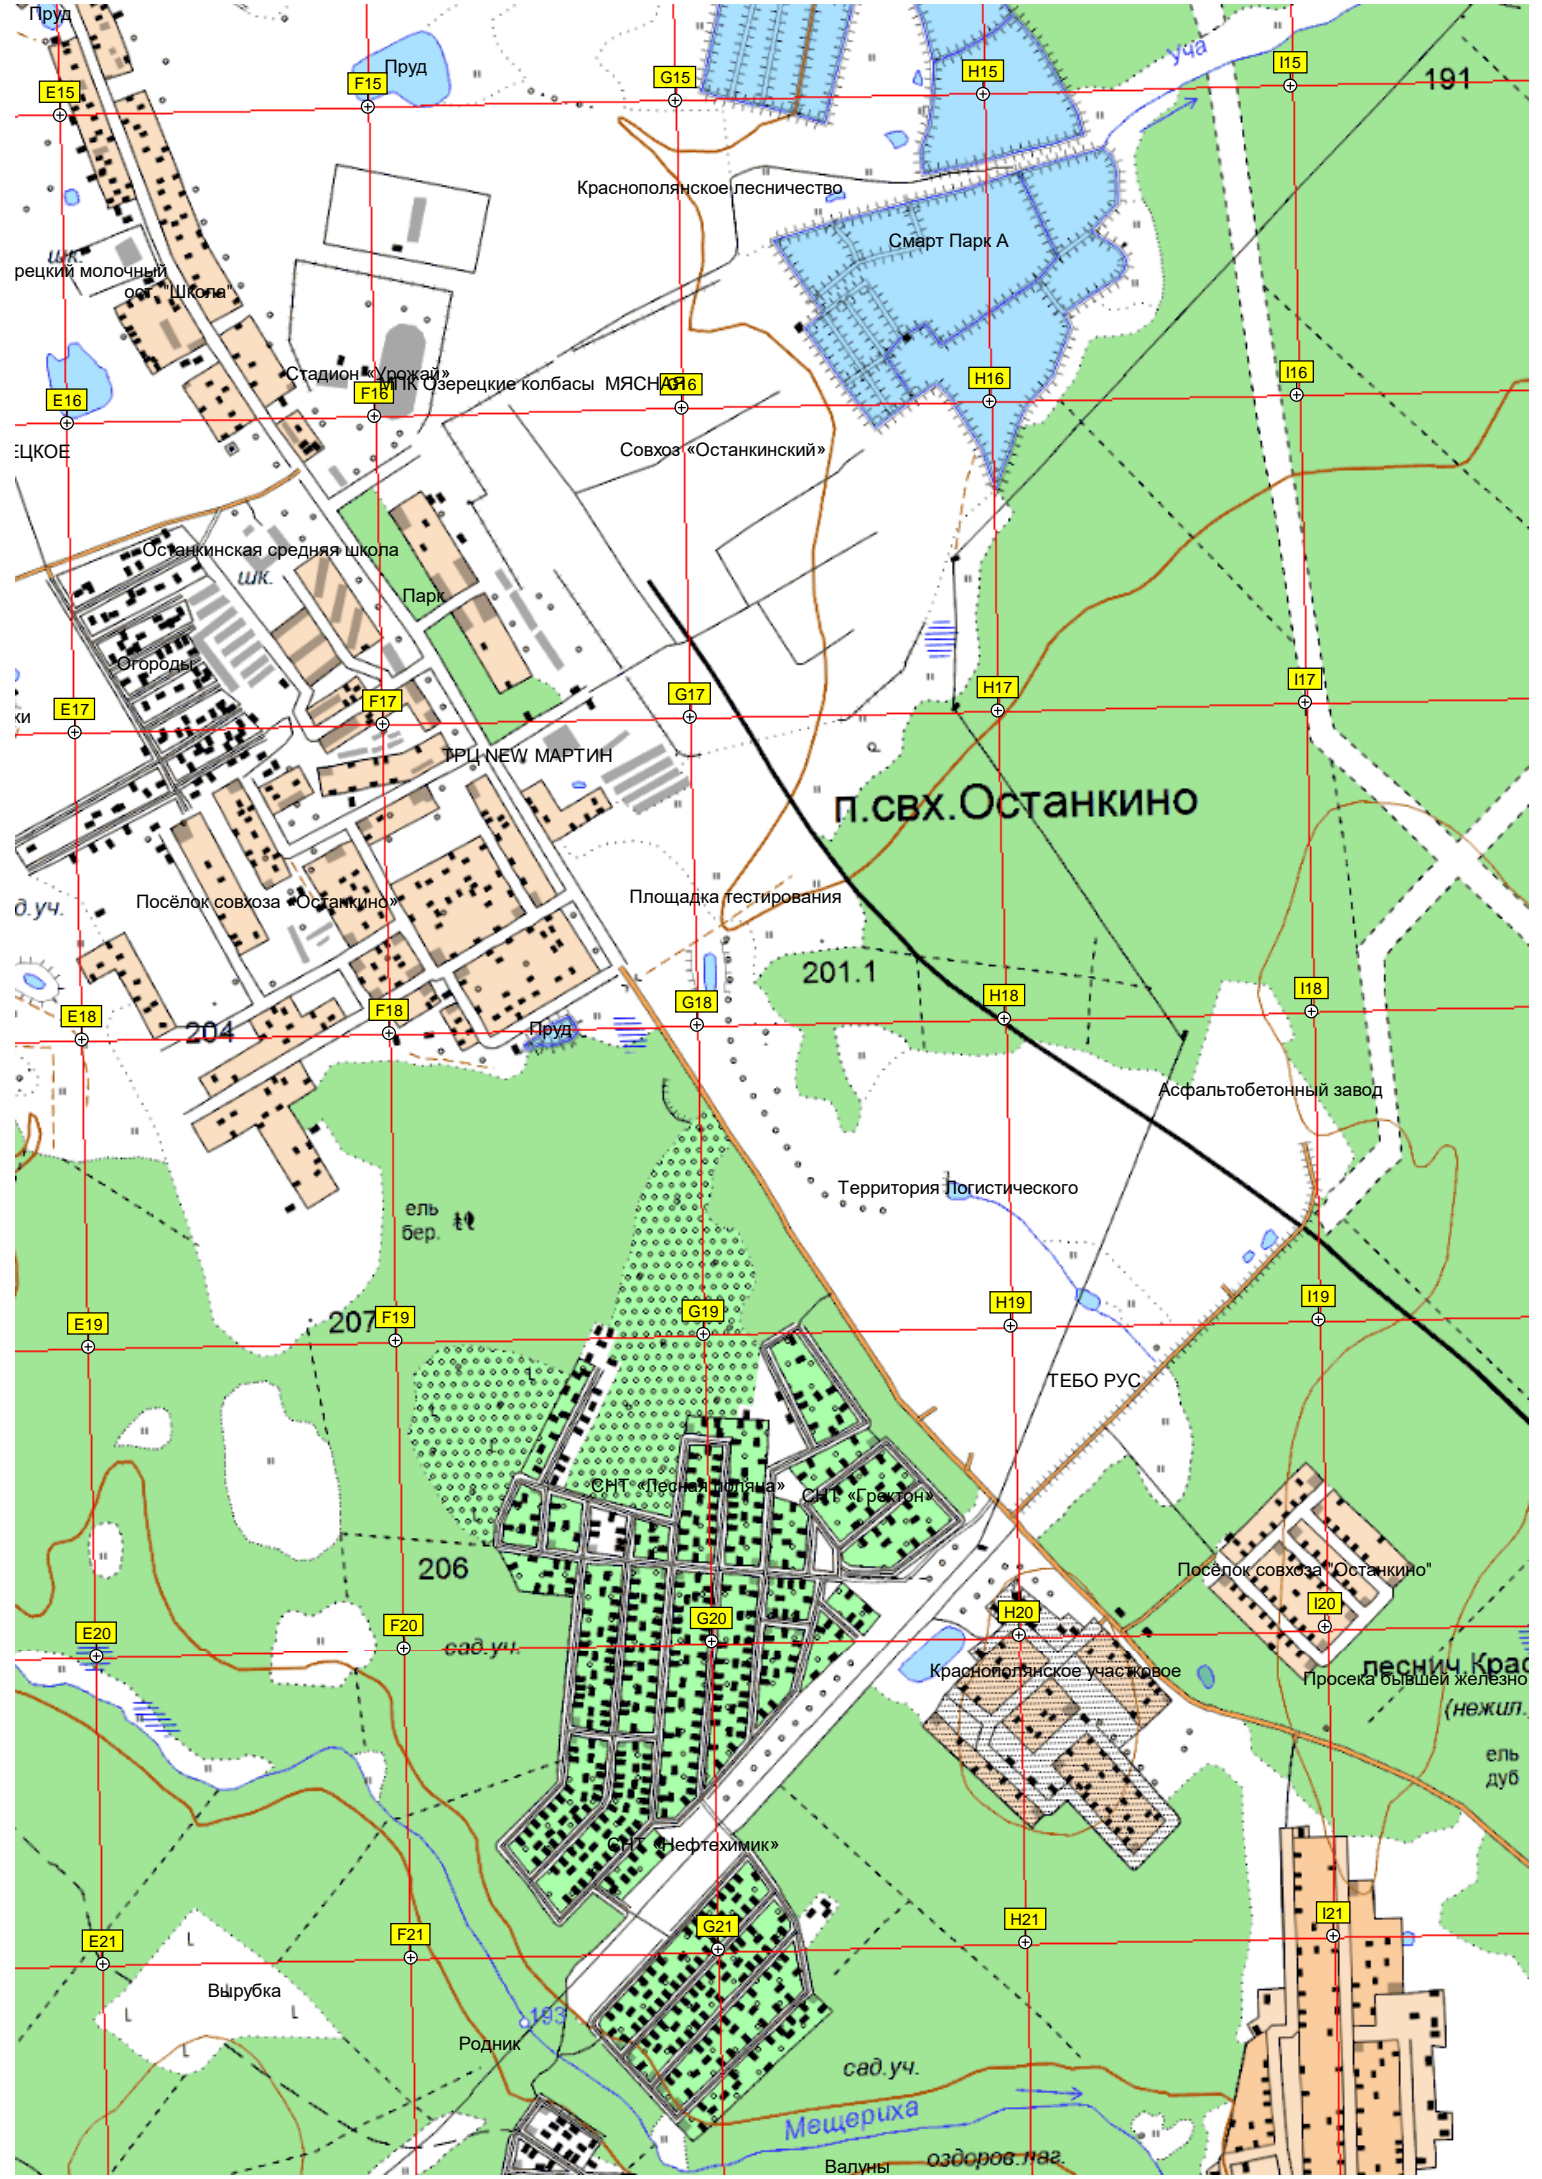 Пруд
Пруд
Уча
E15
F15
G15
H15
I15
191
Краснополянское лесничество
Смарт Парк А
шк.
рецкий молочный
ост. "Школа"
Стадион «Урожай»
МПК Озерецкие колбасы МЯСНАЯ
E16
F16
G16
H16
I16
ЕЦКОЕ
Совхоз «Останкинский»
Останкинская средняя школа
шк.
Парк
Огороды
ки
E17
F17
G17
H17
I17
ТРЦ NEW МАРТИН
п.свх.Останкино
д.уч.
Посёлок совхоза «Останкино»
Площадка тестирования
201.1
E18
F18
G18
H18
I18
204
Пруд
Асфальтобетонный завод
Территория Логистического
ель
бер.
207
E19
F19
G19
H19
I19
ТЕБО РУС
СНТ «Лесная поляна»
СНТ «Гректон»
206
Посёлок совхоза "Останкино"
E20
F20
G20
H20
I20
сад.уч.
Краснополянское участковое
леснич.Крас
Просека бывшей железно
(нежил.
ель
дуб
СНТ «Нефтехимик»
E21
F21
G21
H21
I21
Вырубка
193
Родник
сад.уч.
Мещериха
Валуны
оздоров.лаг.